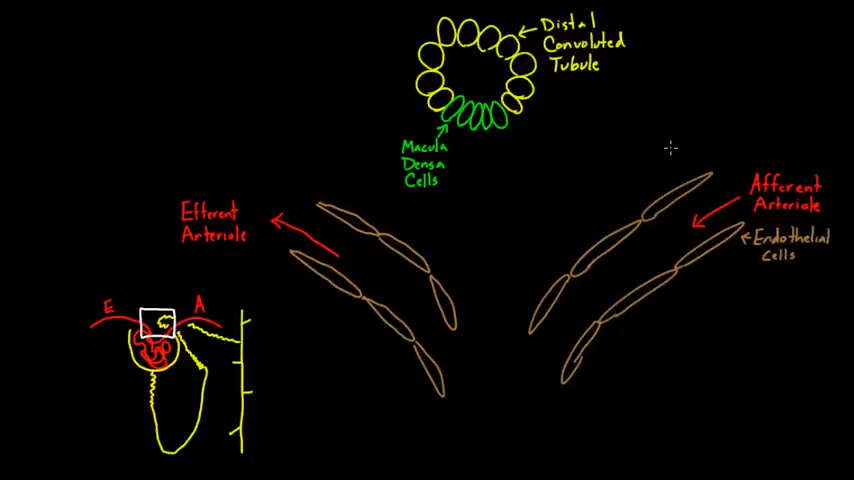 Distal
Convoluted
Tubule
Macula
Densa
Cells
Efferent
Arteriole
Afferent
Arteriole
Endothelial
Cells
E
A